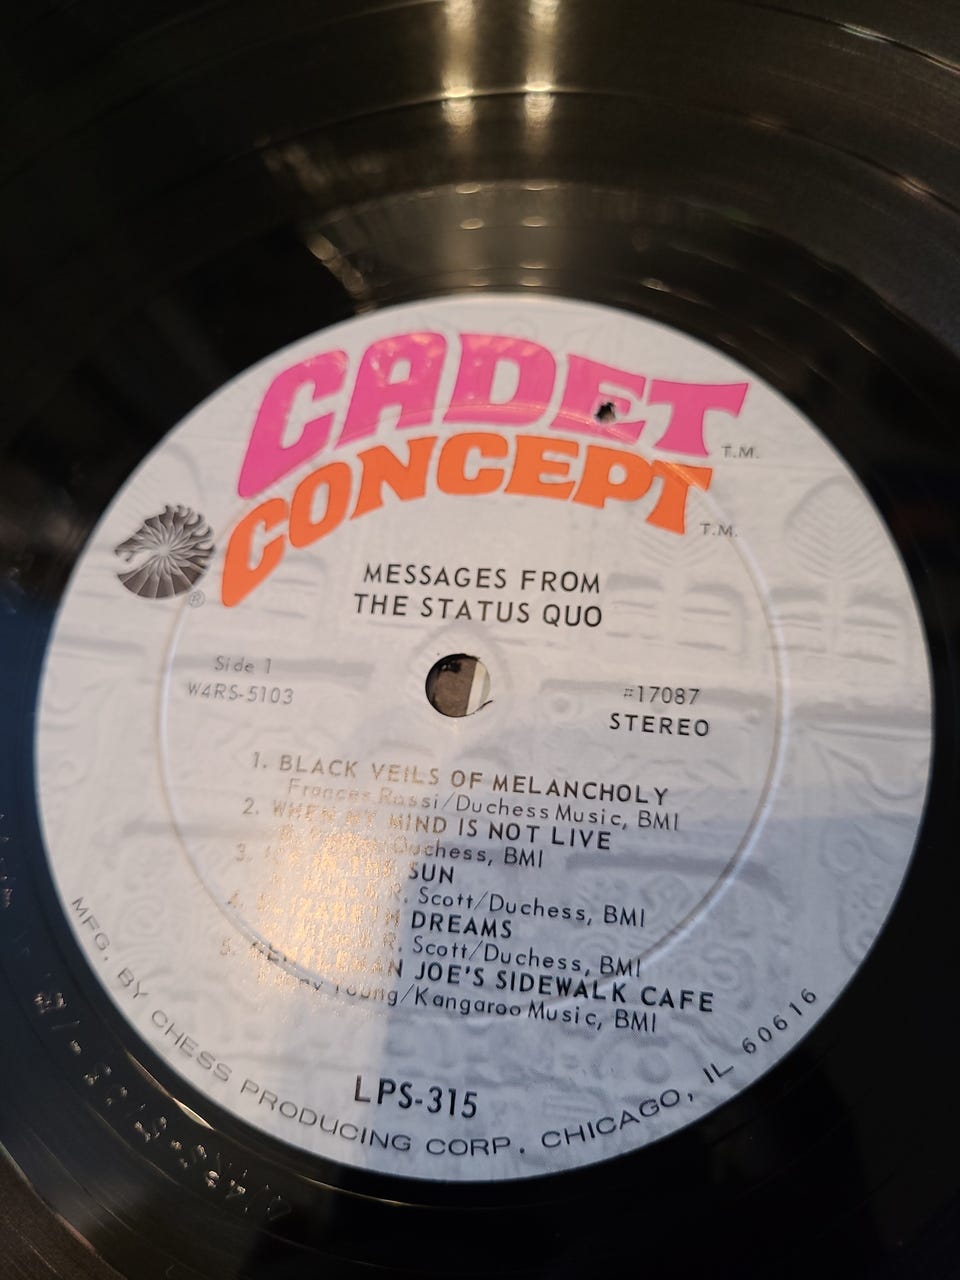 CADET
T.M.
CONCEPT
T.M.
®
MESSAGES FROM
THE STATUS QUO
Side 1
W4RS-5103
#17087
STEREO
1. BLACK VEILS OF MELANCHOLY
Frances Rossi/Duchess Music, BMI
2. WHEN MY MIND IS NOT LIVE
Duchess, BMI
3. SUN
R. Scott/Duchess, BMI
DREAMS
R. Scott/Duchess, BMI
5. GENTLEMAN JOE'S SIDEWALK CAFE
Young/Kangaroo Music, BMI
LPS-315
MFG. BY CHESS PRODUCING CORP. CHICAGO, IL 60616